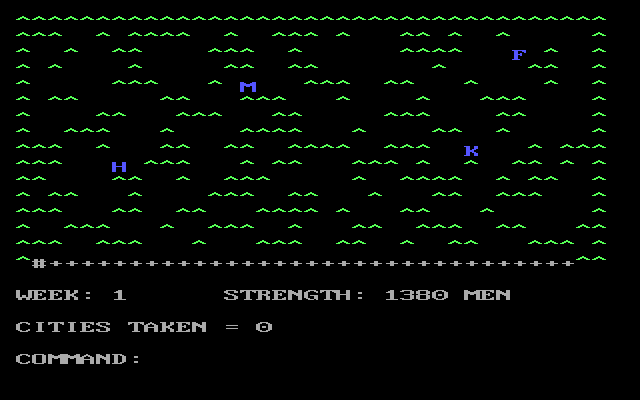 F
M
K
H
WEEK: 1 STRENGTH: 1380 MEN
CITIES TAKEN = 0
COMMAND: